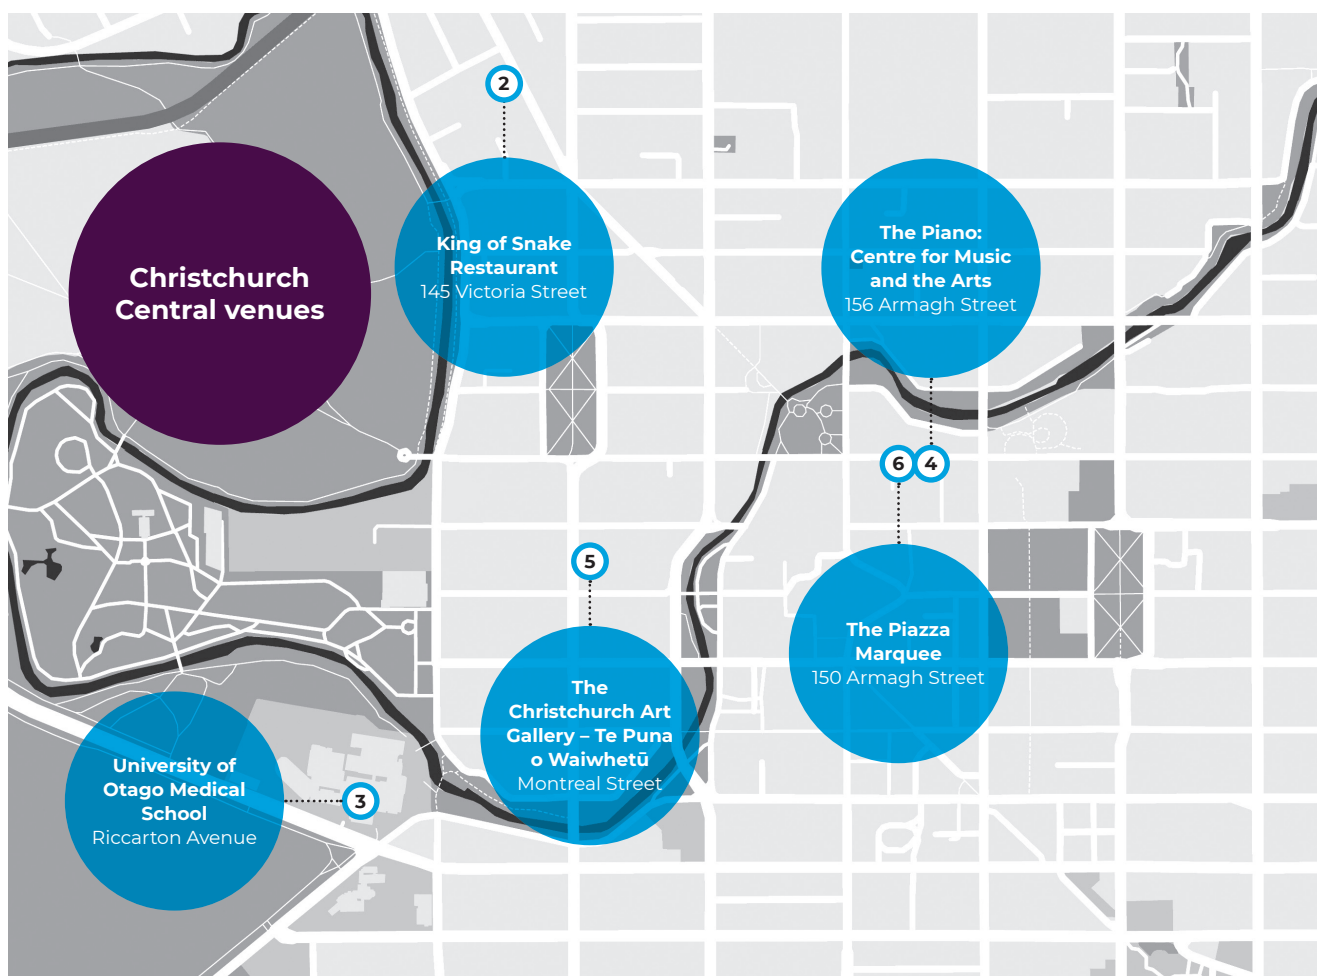 2
Christchurch
Central venues
King of Snake
Restaurant
145 Victoria Street
The Piano:
Centre for Music
and the Arts
156 Armagh Street
6
4
5
The Piazza
Marquee
150 Armagh Street
The
Christchurch Art
Gallery – Te Puna
o Waiwhetū
Montreal Street
University of
Otago Medical
School
Riccarton Avenue
3